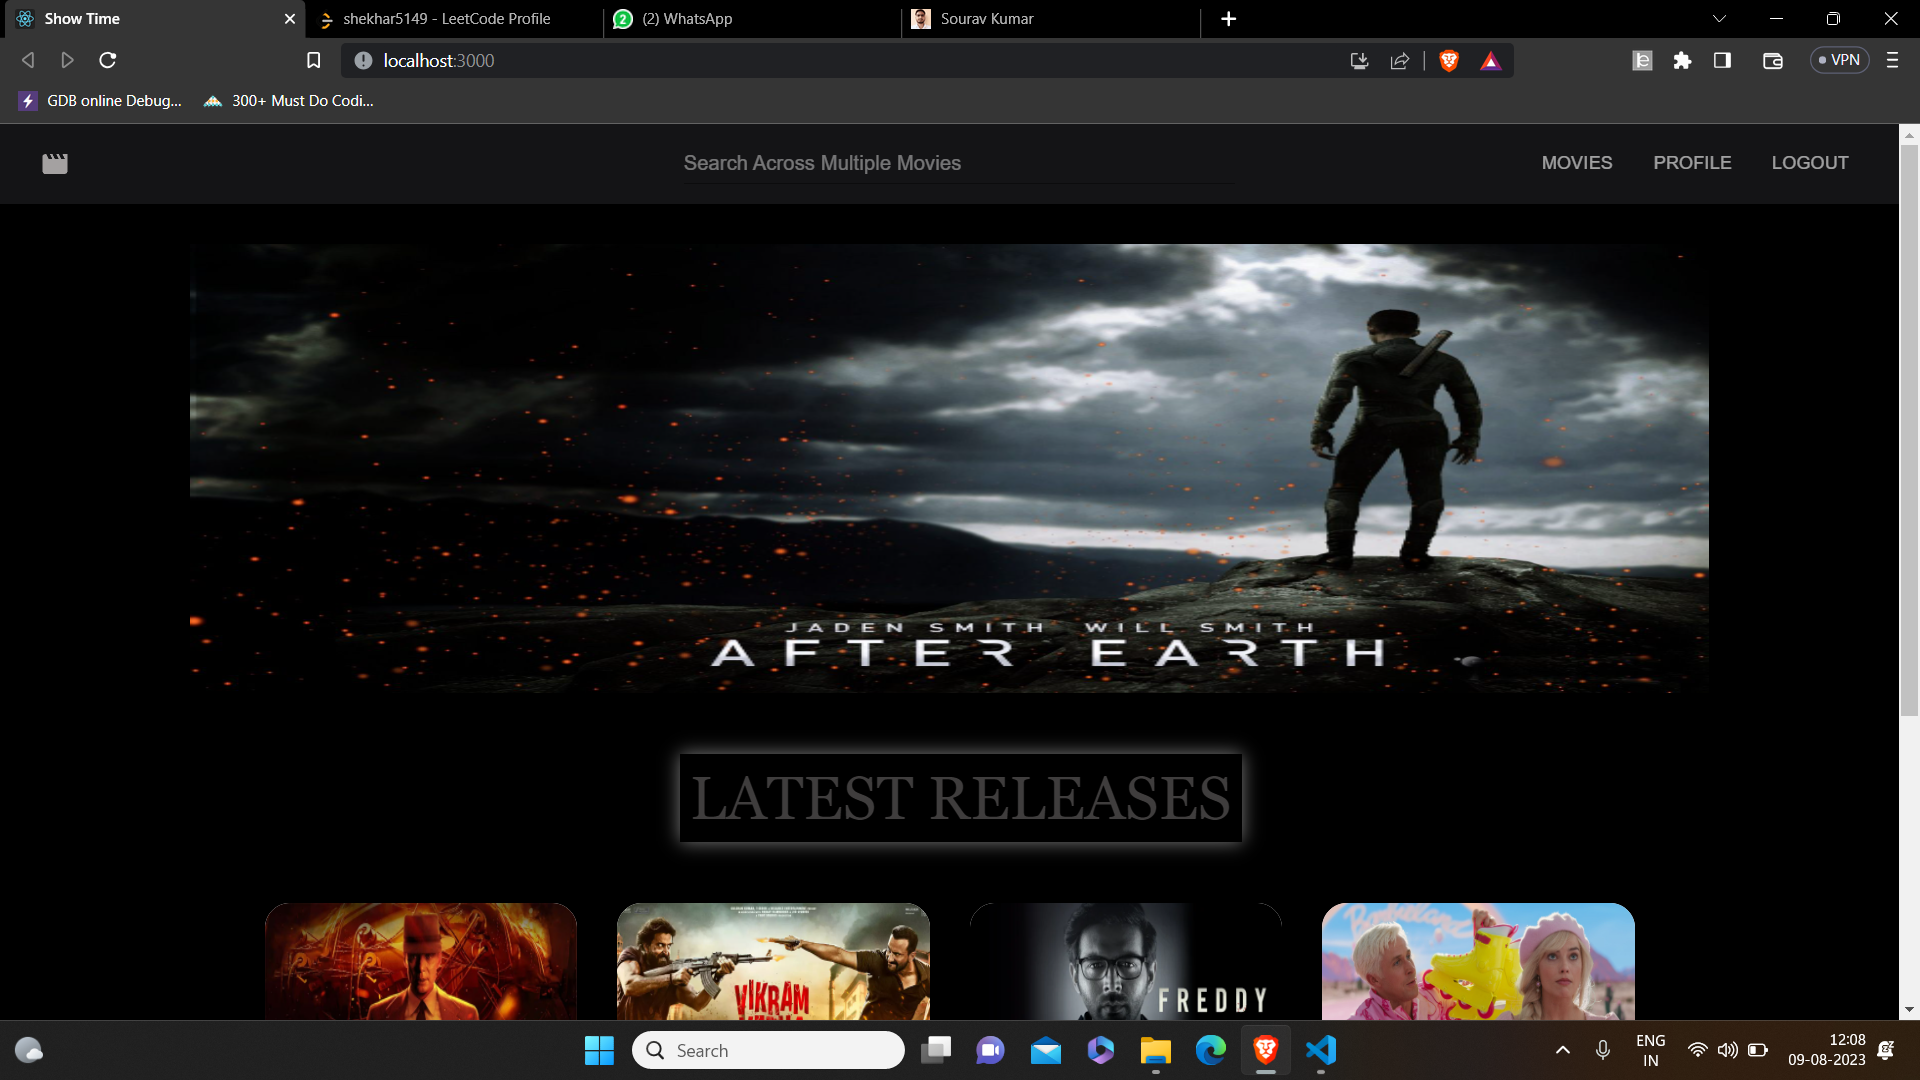 Show Time
shekhar5149 - LeetCode Profile
(2) WhatsApp
Sourav Kumar
localhost:3000
VPN
GDB online Debug...
300+ Must Do Codi...
Search Across Multiple Movies
MOVIES
PROFILE
LOGOUT
JADEN SMITH WILL SMITH
AFTER EARTH
LATEST RELEASES
VIKRAM
FREDDY
Search
ENG
IN
12:08
09-08-2023